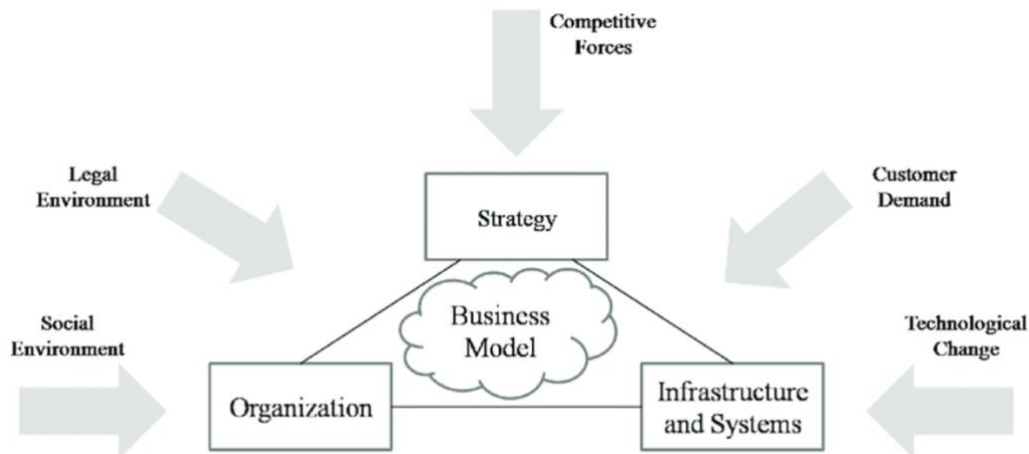 Competitive
Forces
Legal
Environment
Customer
Demand
Strategy
Social
Environment
Business
Model
Technological
Change
Organization
Infrastructure
and Systems